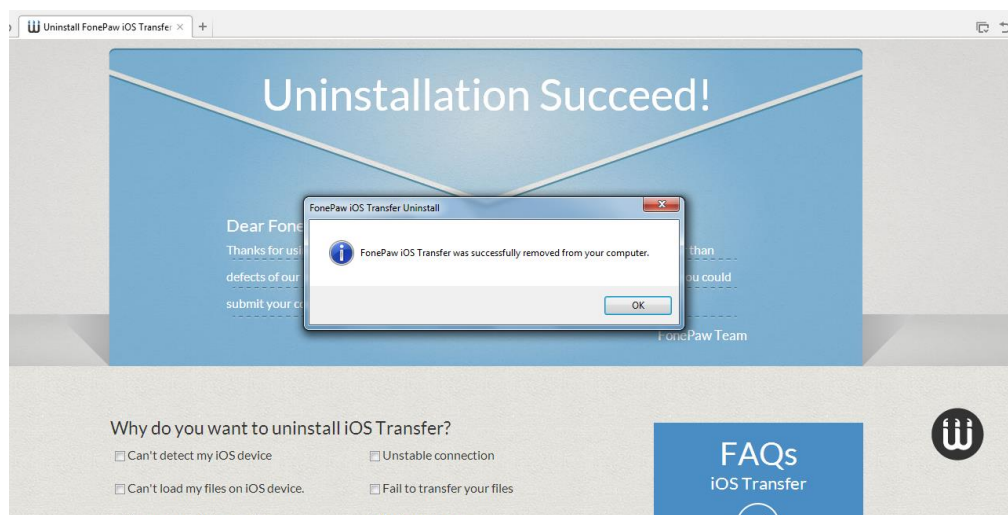 Uninstall FonePaw iOS Transfer
Uninstallation Succeed!
FonePaw iOS Transfer Uninstall
FonePaw iOS Transfer was successfully removed from your computer.
OK
Dear
Thanks for than
defects of our could
submit your
FonePaw Team
Why do you want to uninstall iOS Transfer?
Can't detect my iOS device
Unstable connection
Can't load my files on iOS device.
Fail to transfer your files
FAQs
iOS Transfer